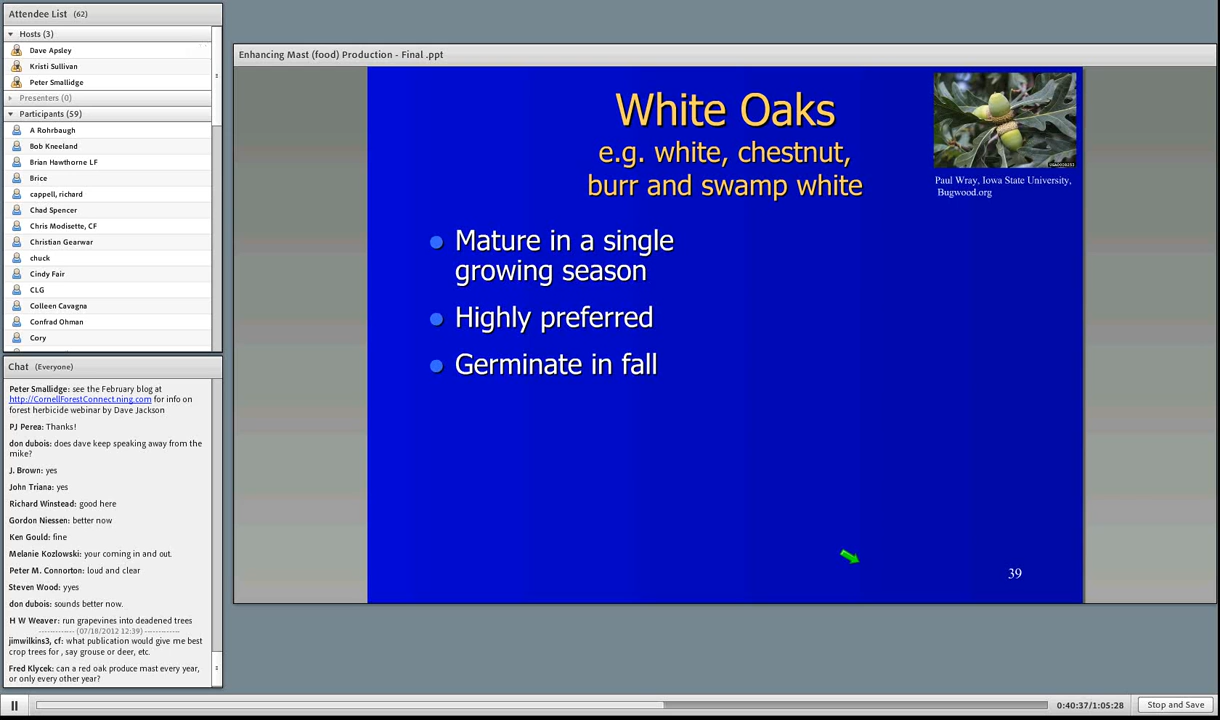 Attendee List (62)
Hosts (3)
Dave Apsley
Kristi Sullivan
Peter Smallidge
Presenters (0)
Participants (59)
A Rohrbaugh
Bob Kneeland
Brian Hawthorne LF
Brice
cappell, richard
Chad Spencer
Chris Modisette, CF
Christian Gearwar
chuck
Cindy Fair
CLG
Colleen Cavagna
Confrad Ohman
Cory
Chat (Everyone)
Peter Smallidge: see the February blog at
http://CornellForestConnect.ning.com for info on
forest herbicide webinar by Dave Jackson
PJ Perea: Thanks!
don dubois: does dave keep speaking away from the
mike?
J. Brown: yes
John Triana: yes
Richard Winstead: good here
Gordon Niessen: better now
Ken Gould: fine
Melanie Kozlowski: your coming in and out.
Peter M. Connorton: loud and clear
Steven Wood: yyes
don dubois: sounds better now.
H W Weaver: run grapevines into deadened trees
------------- (07/18/2012 12:39) -------------
jimwilkins3, cf: what publication would give me best
crop trees for , say grouse or deer, etc.
Fred Klycek: can a red oak produce mast every year,
or only every other year?
Enhancing Mast (food) Production - Final .ppt
White Oaks
e.g. white, chestnut,
burr and swamp white
Paul Wray, Iowa State University,
Bugwood.org
Mature in a single
growing season
Highly preferred
Germinate in fall
39
0:40:37/1:05:28
Stop and Save